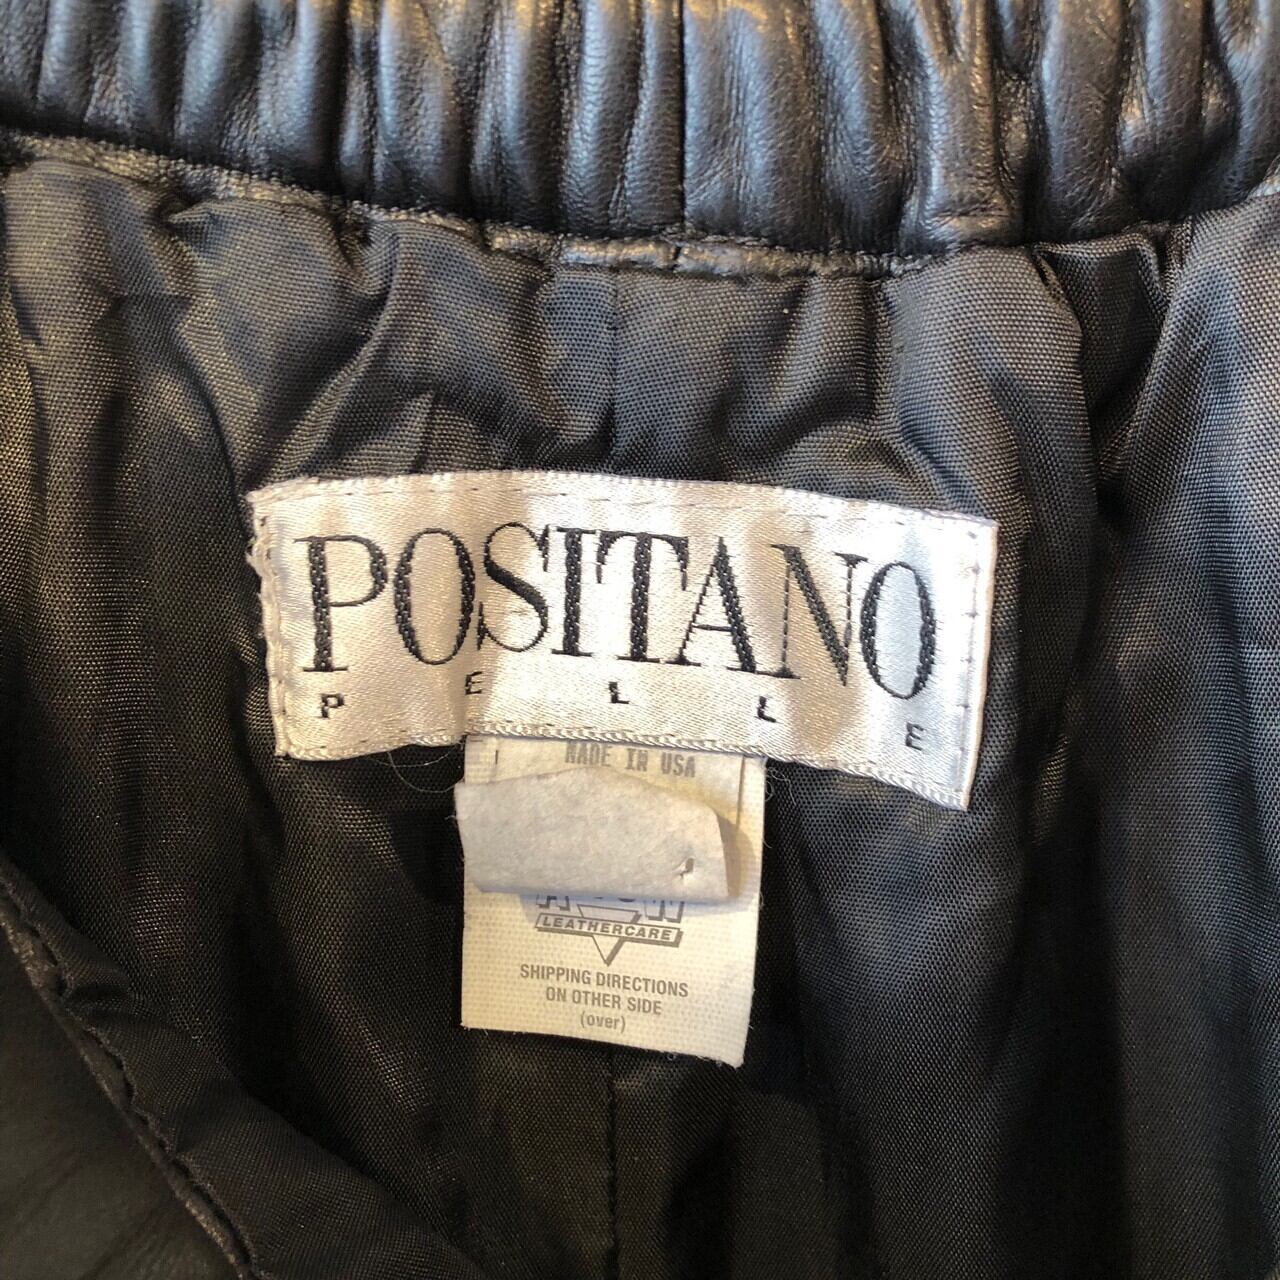 POSITANO
PELLE
MADE IN USA
LEATHERCARE
SHIPPING DIRECTIONS
ON OTHER SIDE
(over)